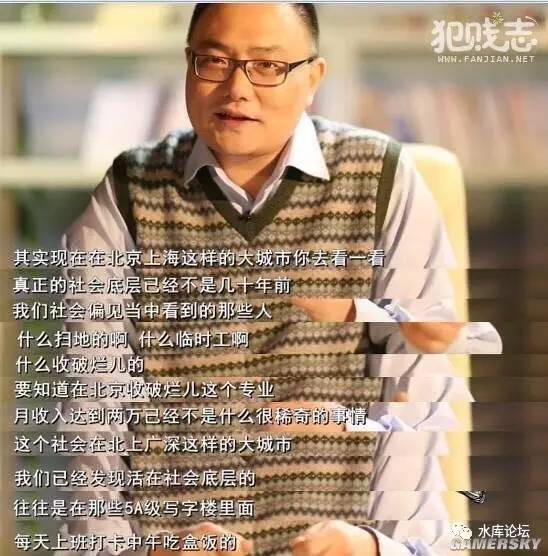 犯贱志
WWW.FANJIAN.NET
其实现在在北京上海这样的大城市你去看一看
真正的社会底层已经不是几十年前
我们社会偏见当中看到的那些人
什么扫地的啊 什么临时工啊
什么收破烂儿的
要知道在北京收破烂儿这个专业
月收入达到两万已经不是什么很稀奇的事情
这个社会在北上广深这样的大城市
我们已经发现活在社会底层的
往往是在那些5A级写字楼里面
每天上班打卡中午吃盒饭的
水库论坛
GAMERSKY